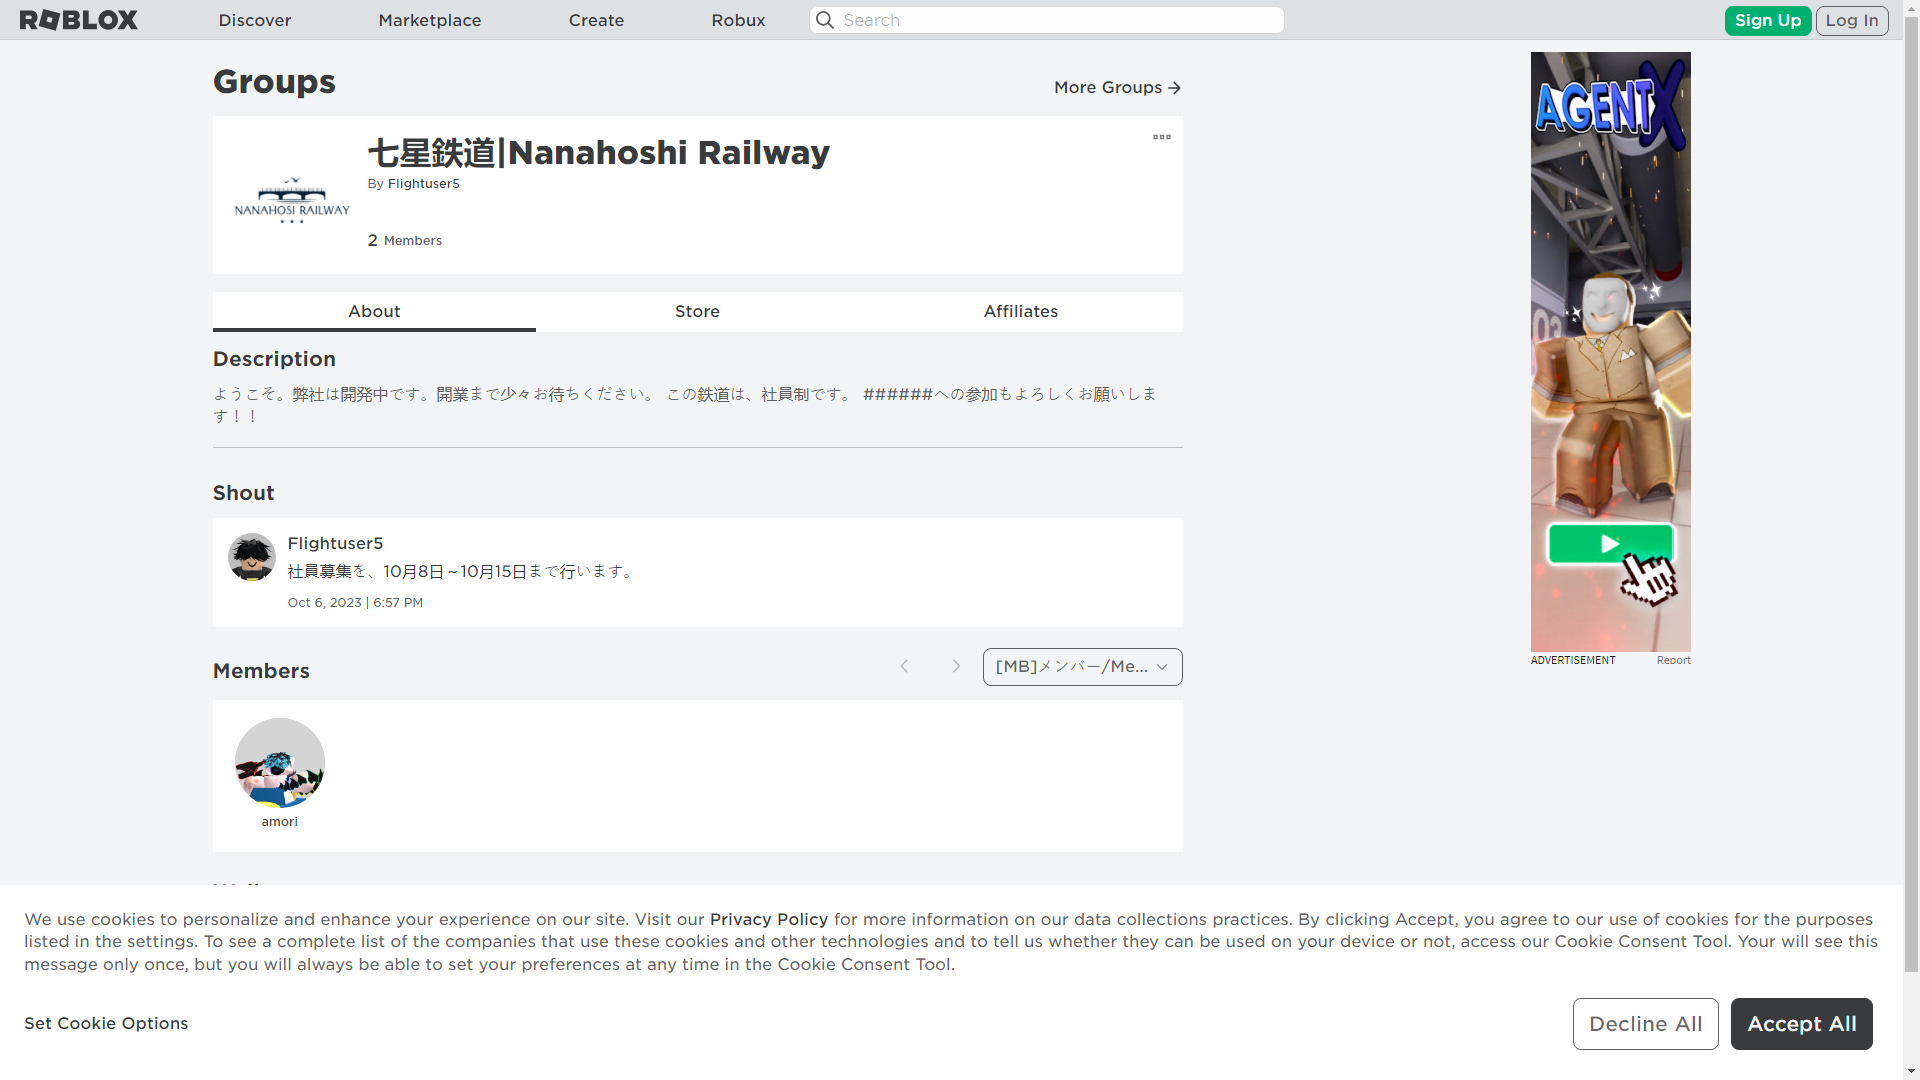 ROBLOX
Discover
Marketplace
Create
Robux
Search
Sign Up
Log In
Groups
More Groups
七星鉄道|Nanahoshi Railway
By Flightuser5
NANAHOSI RAILWAY
2 Members
About
Store
Affiliates
Description
ようこそ。弊社は開発中です。開業まで少々お待ちください。 この鉄道は、社員制です。 ######への参加もよろしくお願いしま
す！！
Shout
Flightuser5
社員募集を、10月8日～10月15日まで行います。
Oct 6, 2023 | 6:57 PM
Members
[MB]メンバー/Me...
amori
AGENT X
ADVERTISEMENT
Report
We use cookies to personalize and enhance your experience on our site. Visit our Privacy Policy for more information on our data collections practices. By clicking Accept, you agree to our use of cookies for the purposes
listed in the settings. To see a complete list of the companies that use these cookies and other technologies and to tell us whether they can be used on your device or not, access our Cookie Consent Tool. Your will see this
message only once, but you will always be able to set your preferences at any time in the Cookie Consent Tool.
Set Cookie Options
Decline All
Accept All